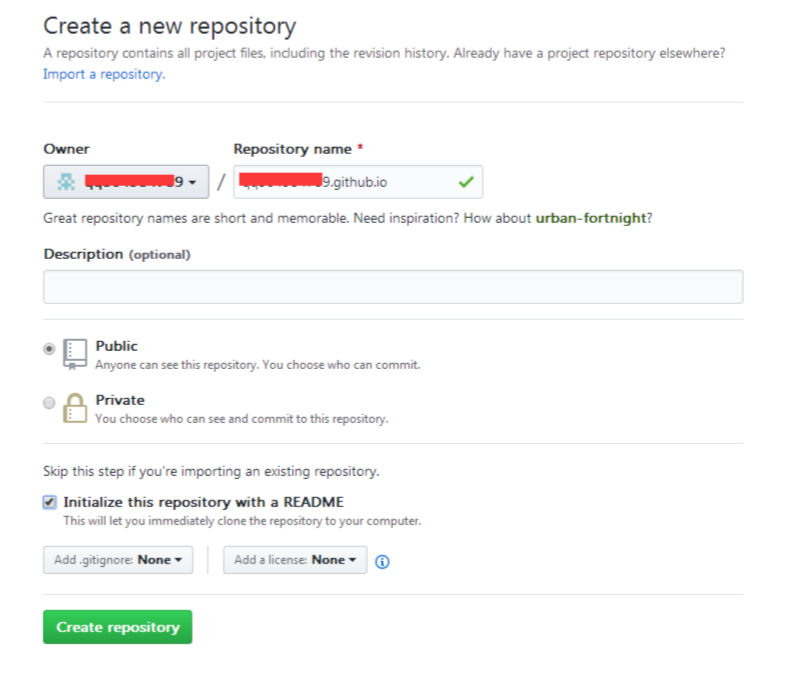 Create a new repository
A repository contains all project files, including the revision history. Already have a project repository elsewhere?
Import a repository.
Owner
Repository name *
9
/
9.github.io
Great repository names are short and memorable. Need inspiration? How about urban-fortnight?
Description (optional)
Public
Anyone can see this repository. You choose who can commit.
Private
You choose who can see and commit to this repository.
Skip this step if you're importing an existing repository.
Initialize this repository with a README
This will let you immediately clone the repository to your computer.
Add .gitignore: None
Add a license: None
Create repository